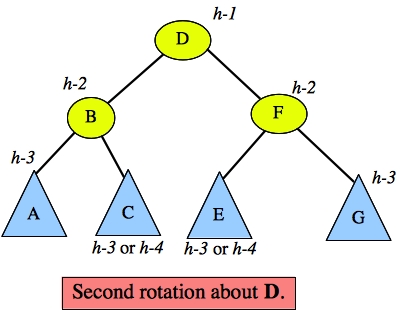 h-1
D
h-2
h-2
B
F
h-3
h-3
A
C
E
G
h-3 or h-4
h-3 or h-4
Second rotation about D.